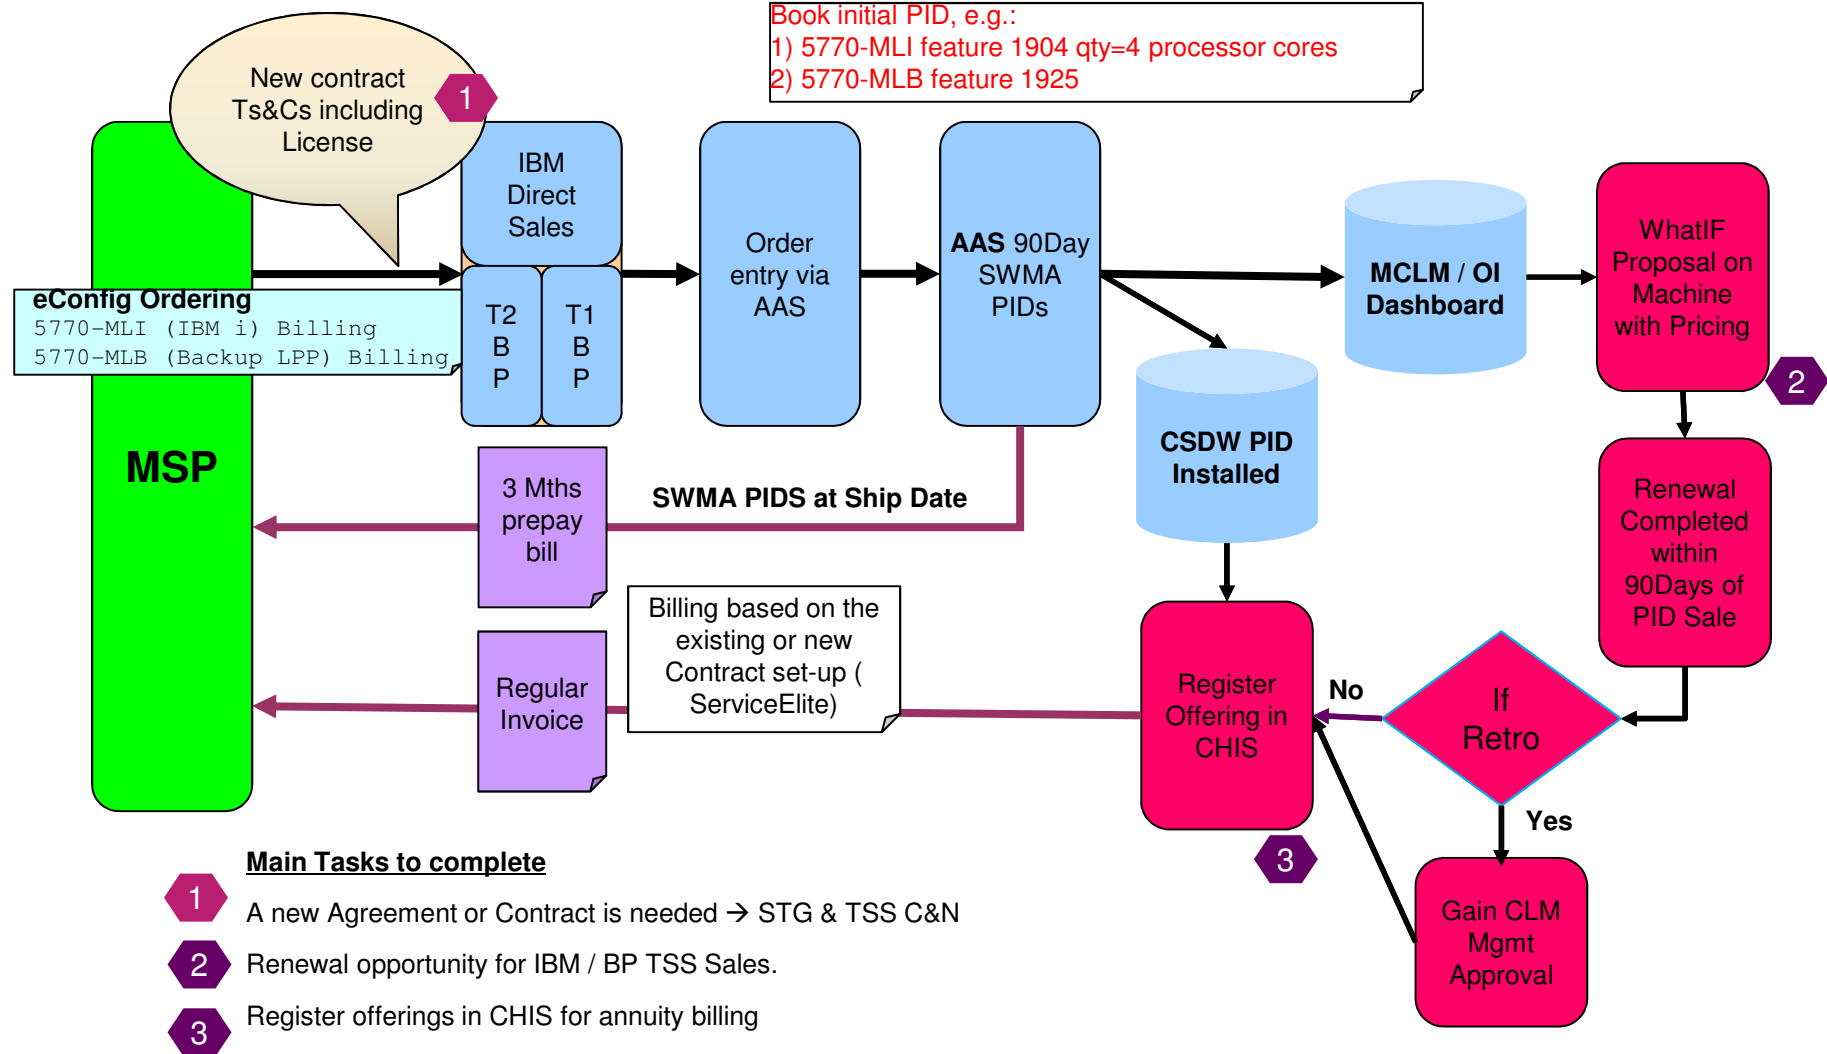 Book initial PID, e.g.:
1) 5770-MLI feature 1904 qty=4 processor cores
2) 5770-MLB feature 1925
New contract
Ts&Cs including
License
1
IBM
Direct
Sales
T2
B
P
T1
B
P
Order
entry via
AAS
AAS 90Day
SWMA
PIDs
MCLM / OI
Dashboard
WhatIF
Proposal on
Machine
with Pricing
2
eConfig Ordering
5770-MLI (IBM i) Billing
5770-MLB (Backup LPP) Billing
MSP
CSDW PID
Installed
3 Mths
prepay
bill
SWMA PIDS at Ship Date
Renewal
Completed
within
90Days of
PID Sale
Billing based on the
existing or new
Contract set-up (
ServiceElite)
Regular
Invoice
Register
Offering in
CHIS
3
No
If
Retro
Yes
Gain CLM
Mgmt
Approval
Main Tasks to complete
1
A new Agreement or Contract is needed → STG & TSS C&N
2
Renewal opportunity for IBM / BP TSS Sales.
3
Register offerings in CHIS for annuity billing